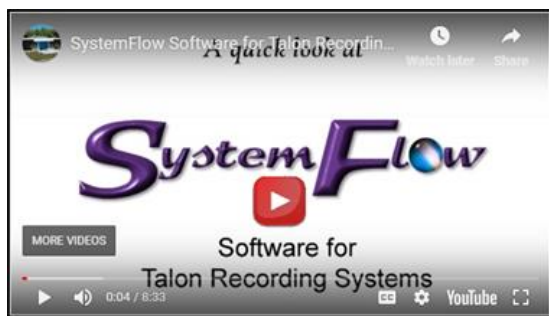 SystemFlow Software for Talon Recordin...
A quick look at
Watch later
Share
SystemFlow
MORE VIDEOS
Software for
Talon Recording Systems
0:04 / 8:33
CC
YouTube